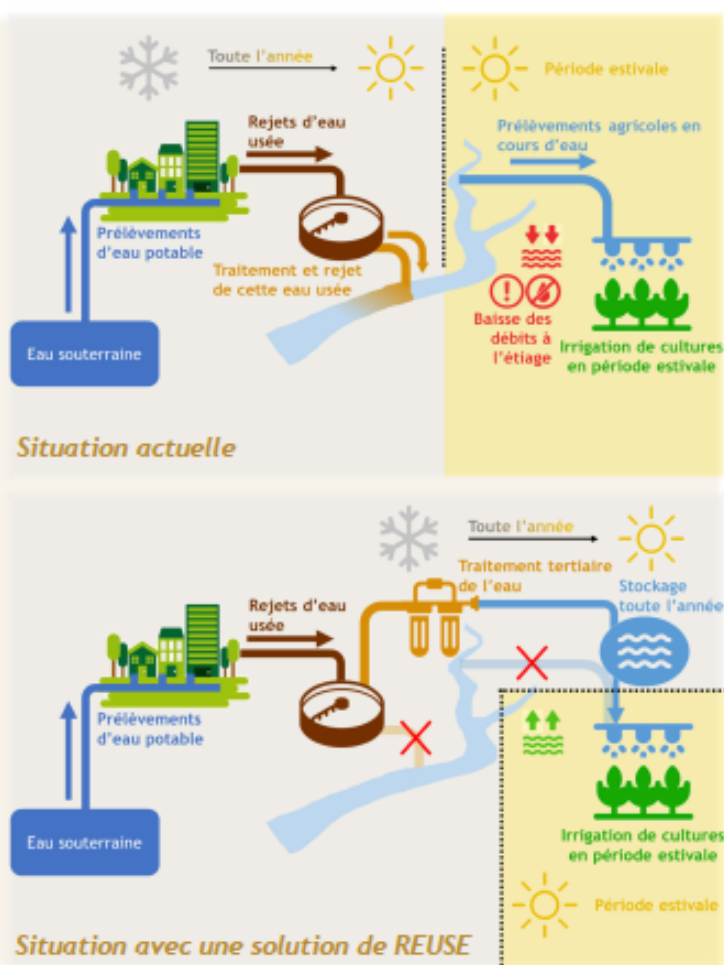 Toute l'année
Période estivale
Rejets d'eau
usée
Prélèvements agricoles en
cours d'eau
Prélèvements
d'eau potable
Traitement et rejet
de cette eau usée
Baisse des
débits à
l'étiage
Eau souterraine
Irrigation de cultures
en période estivale
Situation actuelle
Toute l'année
Traitement tertiaire
de l'eau
Stockage
toute l'année
Rejets d'eau
usée
Prélèvements
d'eau potable
Eau souterraine
Irrigation de cultures
en période estivale
Période estivale
Situation avec une solution de REUSE